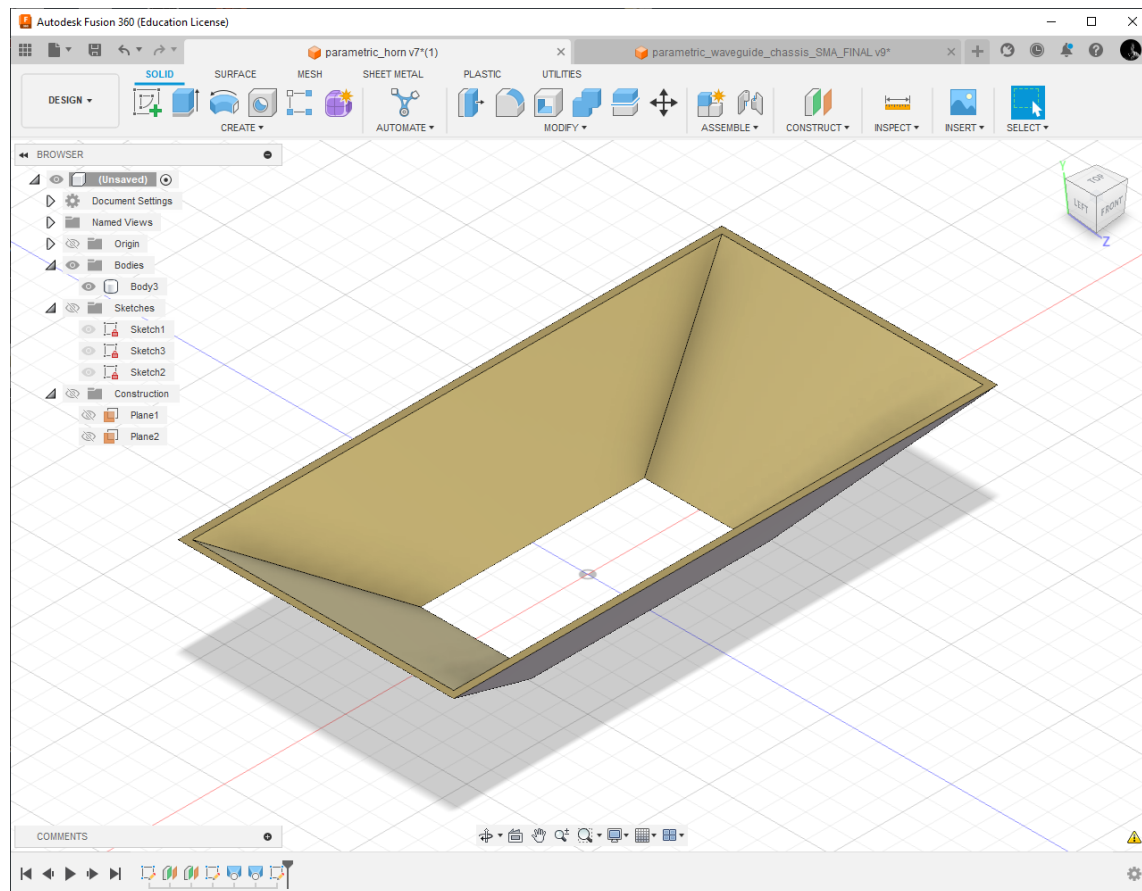 Autodesk Fusion 360 (Education License)
parametric_horn v7*(1)
parametric_waveguide_chassis_SMA_FINAL v9*
SOLID SURFACE MESH SHEET METAL PLASTIC UTILITIES
DESIGN
CREATE AUTOMATE MODIFY ASSEMBLE CONSTRUCT INSPECT INSERT SELECT
BROWSER
(Unsaved)
Document Settings
Named Views
Origin
Bodies
Body3
Sketches
Sketch1
Sketch3
Sketch2
Construction
Plane1
Plane2
Y
TOP
LEFT
FRONT
Z
COMMENTS